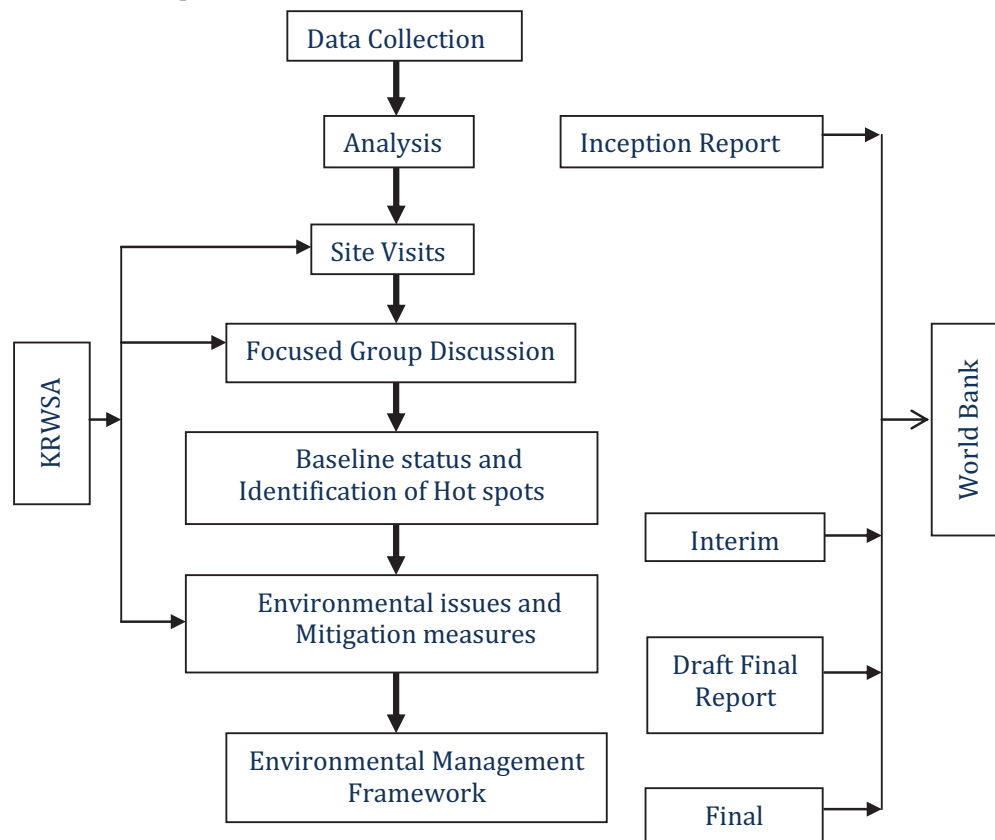 Data Collection
Analysis
Inception Report
Site Visits
Focused Group Discussion
KRWSA
World Bank
Baseline status and
Identification of Hot spots
Interim
Environmental issues and
Mitigation measures
Draft Final
Report
Environmental Management
Framework
Final